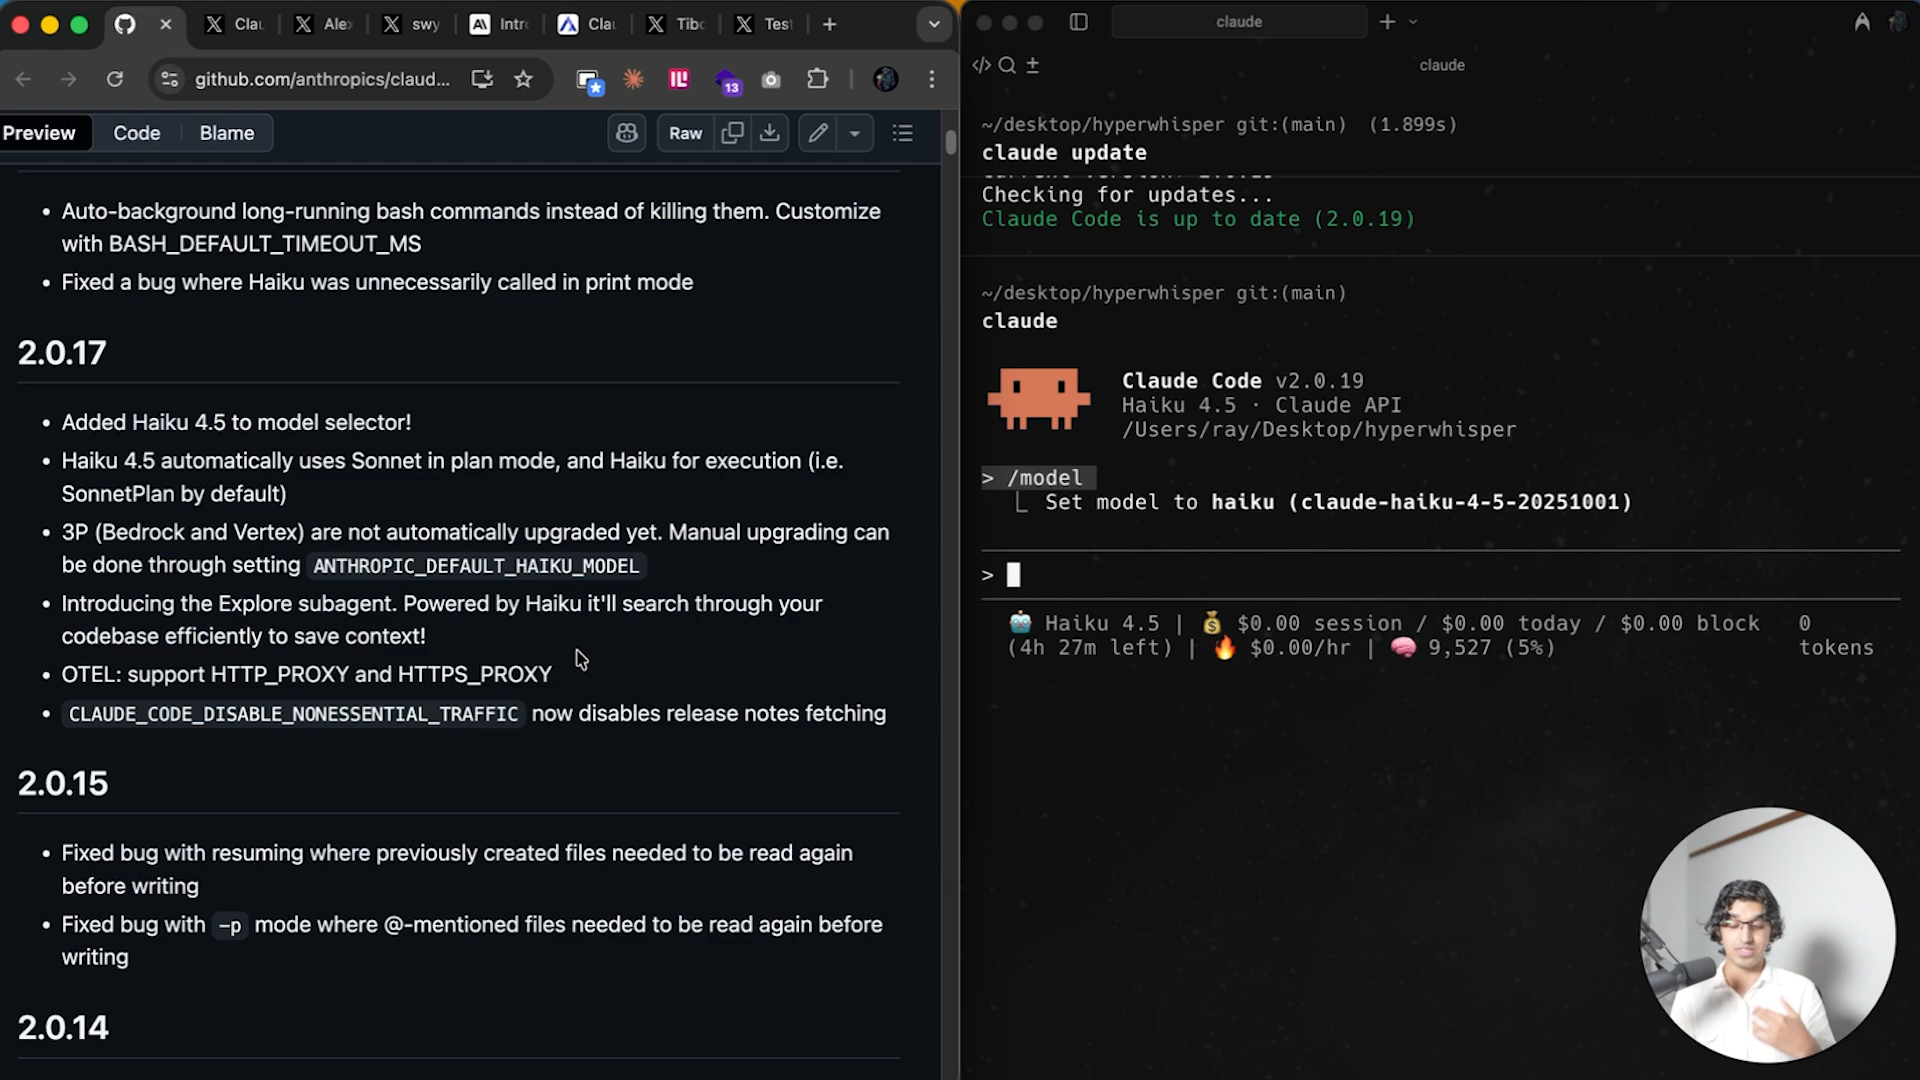 Clau
Alex
swy
Intro
Clau
Tibo
Test
github.com/anthropics/claud...
13
Preview
Code
Blame
Raw
Auto-background long-running bash commands instead of killing them. Customize
with BASH_DEFAULT_TIMEOUT_MS
Fixed a bug where Haiku was unnecessarily called in print mode
2.0.17
Added Haiku 4.5 to model selector!
Haiku 4.5 automatically uses Sonnet in plan mode, and Haiku for execution (i.e.
SonnetPlan by default)
3P (Bedrock and Vertex) are not automatically upgraded yet. Manual upgrading can
be done through setting ANTHROPIC_DEFAULT_HAIKU_MODEL
Introducing the Explore subagent. Powered by Haiku it'll search through your
codebase efficiently to save context!
OTEL: support HTTP_PROXY and HTTPS_PROXY
CLAUDE_CODE_DISABLE_NONESSENTIAL_TRAFFIC now disables release notes fetching
2.0.15
Fixed bug with resuming where previously created files needed to be read again
before writing
Fixed bug with -p mode where @-mentioned files needed to be read again before
writing
2.0.14
claude
claude
~/desktop/hyperwhisper git:(main) (1.899s)
claude update
Checking for updates...
Claude Code is up to date (2.0.19)
~/desktop/hyperwhisper git:(main)
claude
Claude Code v2.0.19
Haiku 4.5 · Claude API
/Users/ray/Desktop/hyperwhisper
> /model
Set model to haiku (claude-haiku-4-5-20251001)
>
Haiku 4.5 | $0.00 session / $0.00 today / $0.00 block 0
(4h 27m left) | $0.00/hr | 9,527 (5%) tokens